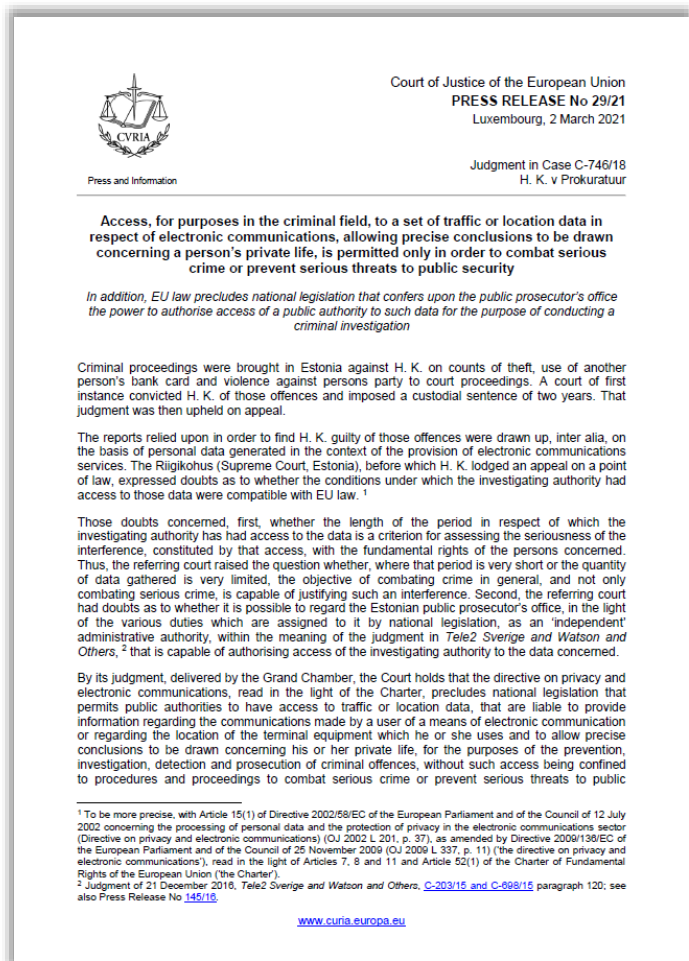 Court of Justice of the European Union
PRESS RELEASE No 29/21
Luxembourg, 2 March 2021
CVRIA
Judgment in Case C-746/18
Press and Information
H. K. v Prokuratuur
Access, for purposes in the criminal field, to a set of traffic or location data in
respect of electronic communications, allowing precise conclusions to be drawn
concerning a person's private life, is permitted only in order to combat serious
crime or prevent serious threats to public security
In addition, EU law precludes national legislation that confers upon the public prosecutor's office
the power to authorise access of a public authority to such data for the purpose of conducting a
criminal investigation
Criminal proceedings were brought in Estonia against H. K. on counts of theft, use of another
person's bank card and violence against persons party to court proceedings. A court of first
instance convicted H. K. of those offences and imposed a custodial sentence of two years. That
judgment was then upheld on appeal.
The reports relied upon in order to find H. K. guilty of those offences were drawn up, inter alia, on
the basis of personal data generated in the context of the provision of electronic communications
services. The Riigikohus (Supreme Court, Estonia), before which H. K. lodged an appeal on a point
of law, expressed doubts as to whether the conditions under which the investigating authority had
access to those data were compatible with EU law. 1
Those doubts concerned, first, whether the length of the period in respect of which the
investigating authority has had access to the data is a criterion for assessing the seriousness of the
interference, constituted by that access, with the fundamental rights of the persons concerned.
Thus, the referring court raised the question whether, where that period is very short or the quantity
of data gathered is very limited, the objective of combating crime in general, and not only
combating serious crime, is capable of justifying such an interference. Second, the referring court
had doubts as to whether it is possible to regard the Estonian public prosecutor's office, in the light
of the various duties which are assigned to it by national legislation, as an 'independent'
administrative authority, within the meaning of the judgment in Tele2 Sverige and Watson and
Others, 2 that is capable of authorising access of the investigating authority to the data concerned.
By its judgment, delivered by the Grand Chamber, the Court holds that the directive on privacy and
electronic communications, read in the light of the Charter, precludes national legislation that
permits public authorities to have access to traffic or location data, that are liable to provide
information regarding the communications made by a user of a means of electronic communication
or regarding the location of the terminal equipment which he or she uses and to allow precise
conclusions to be drawn concerning his or her private life, for the purposes of the prevention,
investigation, detection and prosecution of criminal offences, without such access being confined
to procedures and proceedings to combat serious crime or prevent serious threats to public
1 To be more precise, with Article 15(1) of Directive 2002/58/EC of the European Parliament and of the Council of 12 July
2002 concerning the processing of personal data and the protection of privacy in the electronic communications sector
(Directive on privacy and electronic communications) (OJ 2002 L 201, p. 37), as amended by Directive 2009/136/EC of
the European Parliament and of the Council of 25 November 2009 (OJ 2009 L 337, p. 11) ('the directive on privacy and
electronic communications'), read in the light of Articles 7, 8 and 11 and Article 52(1) of the Charter of Fundamental
Rights of the European Union ('the Charter').
2 Judgment of 21 December 2016, Tele2 Sverige and Watson and Others, C-203/15 and C-698/15 paragraph 120; see
also Press Release No 145/16.
www.curia.europa.eu